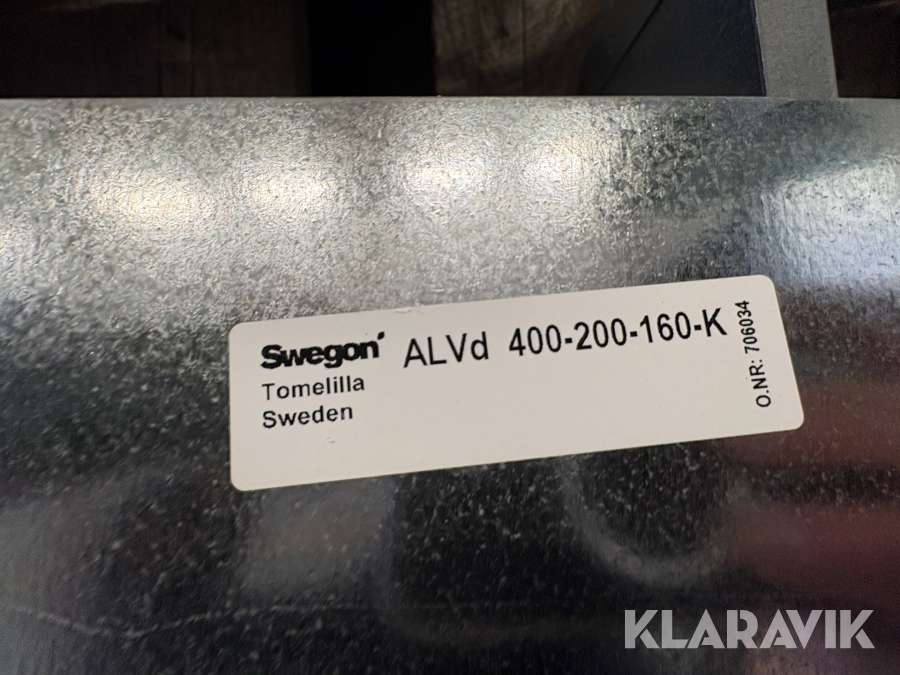 Swegon ALVd 400-200-160-K
Tomelilla
Sweden
O.NR: 706034
KLARAVIK